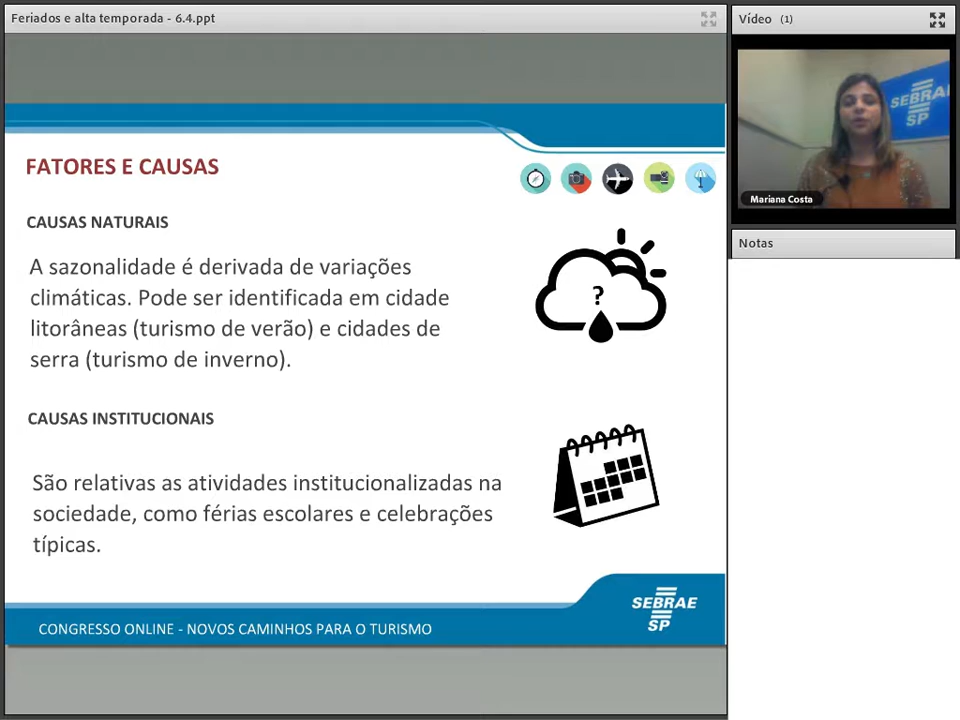 Feriados e alta temporada - 6.4.ppt
FATORES E CAUSAS
CAUSAS NATURAIS
A sazonalidade é derivada de variações
climáticas. Pode ser identificada em cidade
litorâneas (turismo de verão) e cidades de
serra (turismo de inverno).
?
CAUSAS INSTITUCIONAIS
São relativas as atividades institucionalizadas na
sociedade, como férias escolares e celebrações
típicas.
SEBRAE
SP
CONGRESSO ONLINE - NOVOS CAMINHOS PARA O TURISMO
Vídeo (1)
SEBRAE
SP
Mariana Costa
Notas